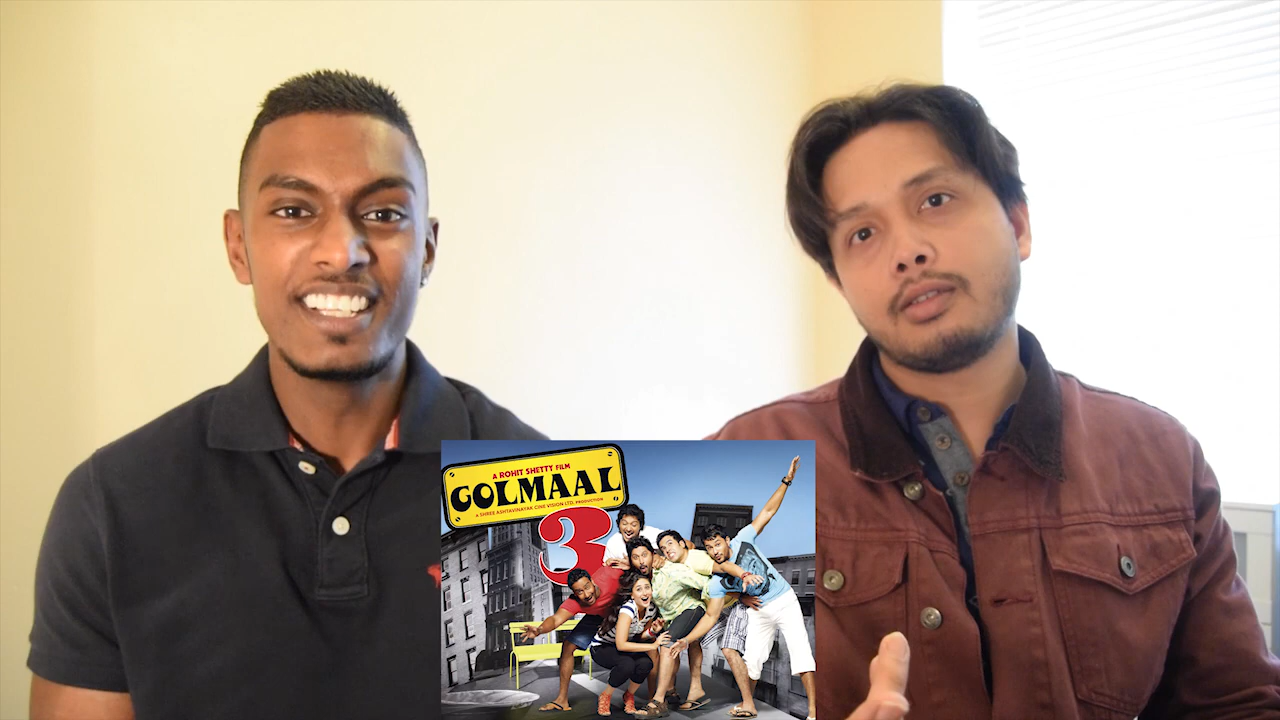 A ROHIT SHETTY FILM
GOLMAAL
A SHREE ASHTAVINAYAK CINE VISION LTD. PRODUCTION
3